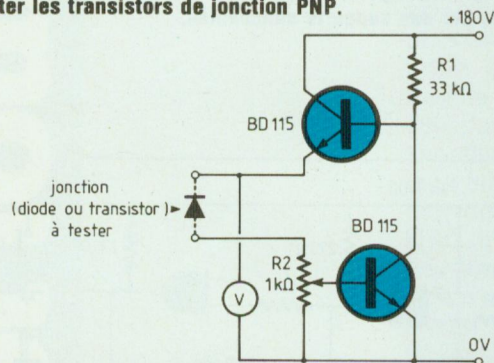 ter les transistors de jonction PNP.
+180V
R1
33 kΩ
BD 115
jonction
(diode ou transistor)
à tester
BD 115
R2
1kΩ
V
0V